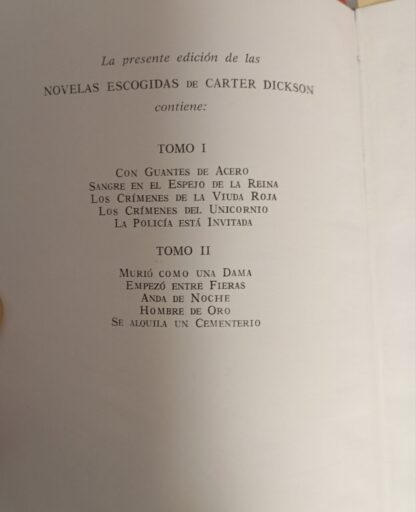 La presente edición de las
NOVELAS ESCOGIDAS DE CARTER DICKSON
contiene:
TOMO I
CON GUANTES DE ACERO
SANGRE EN EL ESPEJO DE LA REINA
LOS CRÍMENES DE LA VIUDA ROJA
LOS CRÍMENES DEL UNICORNIO
LA POLICÍA ESTÁ INVITADA
TOMO II
MURIÓ COMO UNA DAMA
EMPEZÓ ENTRE FIERAS
ANDA DE NOCHE
HOMBRE DE ORO
SE ALQUILA UN CEMENTERIO